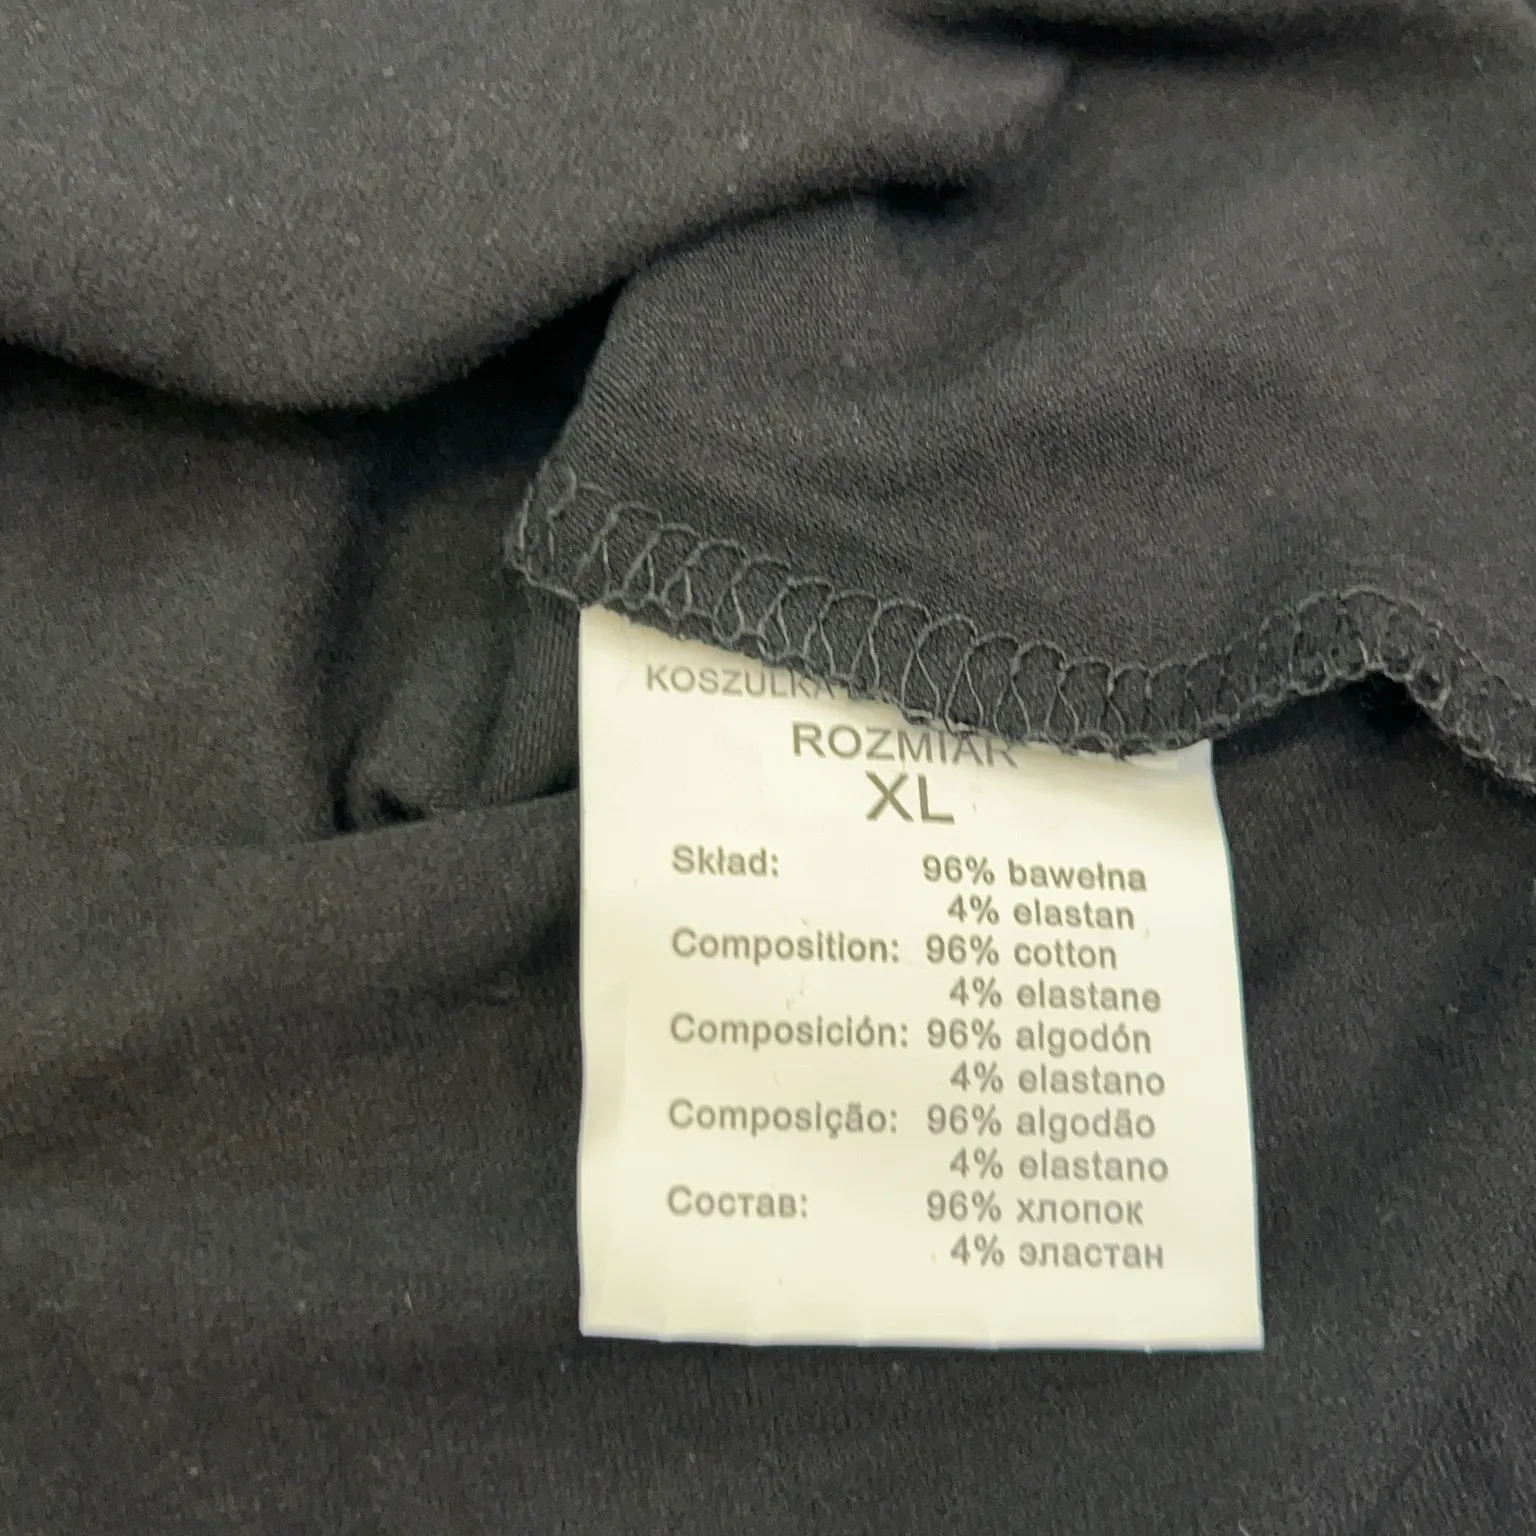 KOSZULKA
ROZMIAR
XL
Skład: 96% bawełna
4% elastan
Composition: 96% cotton
4% elastane
Composición: 96% algodón
4% elastano
Composição: 96% algodão
4% elastano
Состав: 96% хлопок
4% эластан